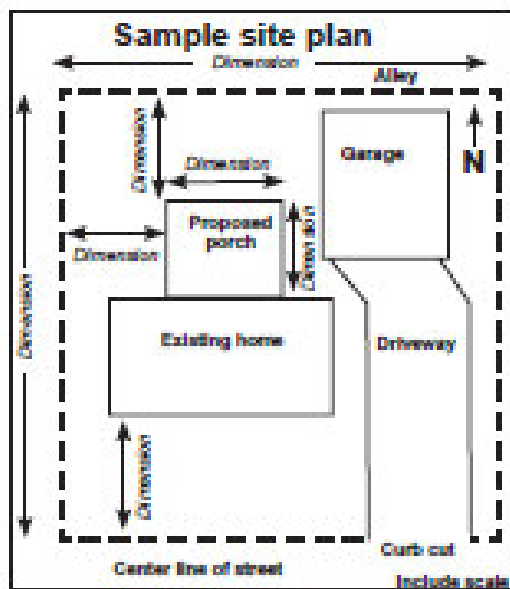 Sample site plan
Dimension
Alley
Dimension
Garage
N
Dimension
Proposed
porch
Dimension
Dimension
Dimension
Existing home
Driveway
Dimension
Curb cut
Center line of street
Include scale